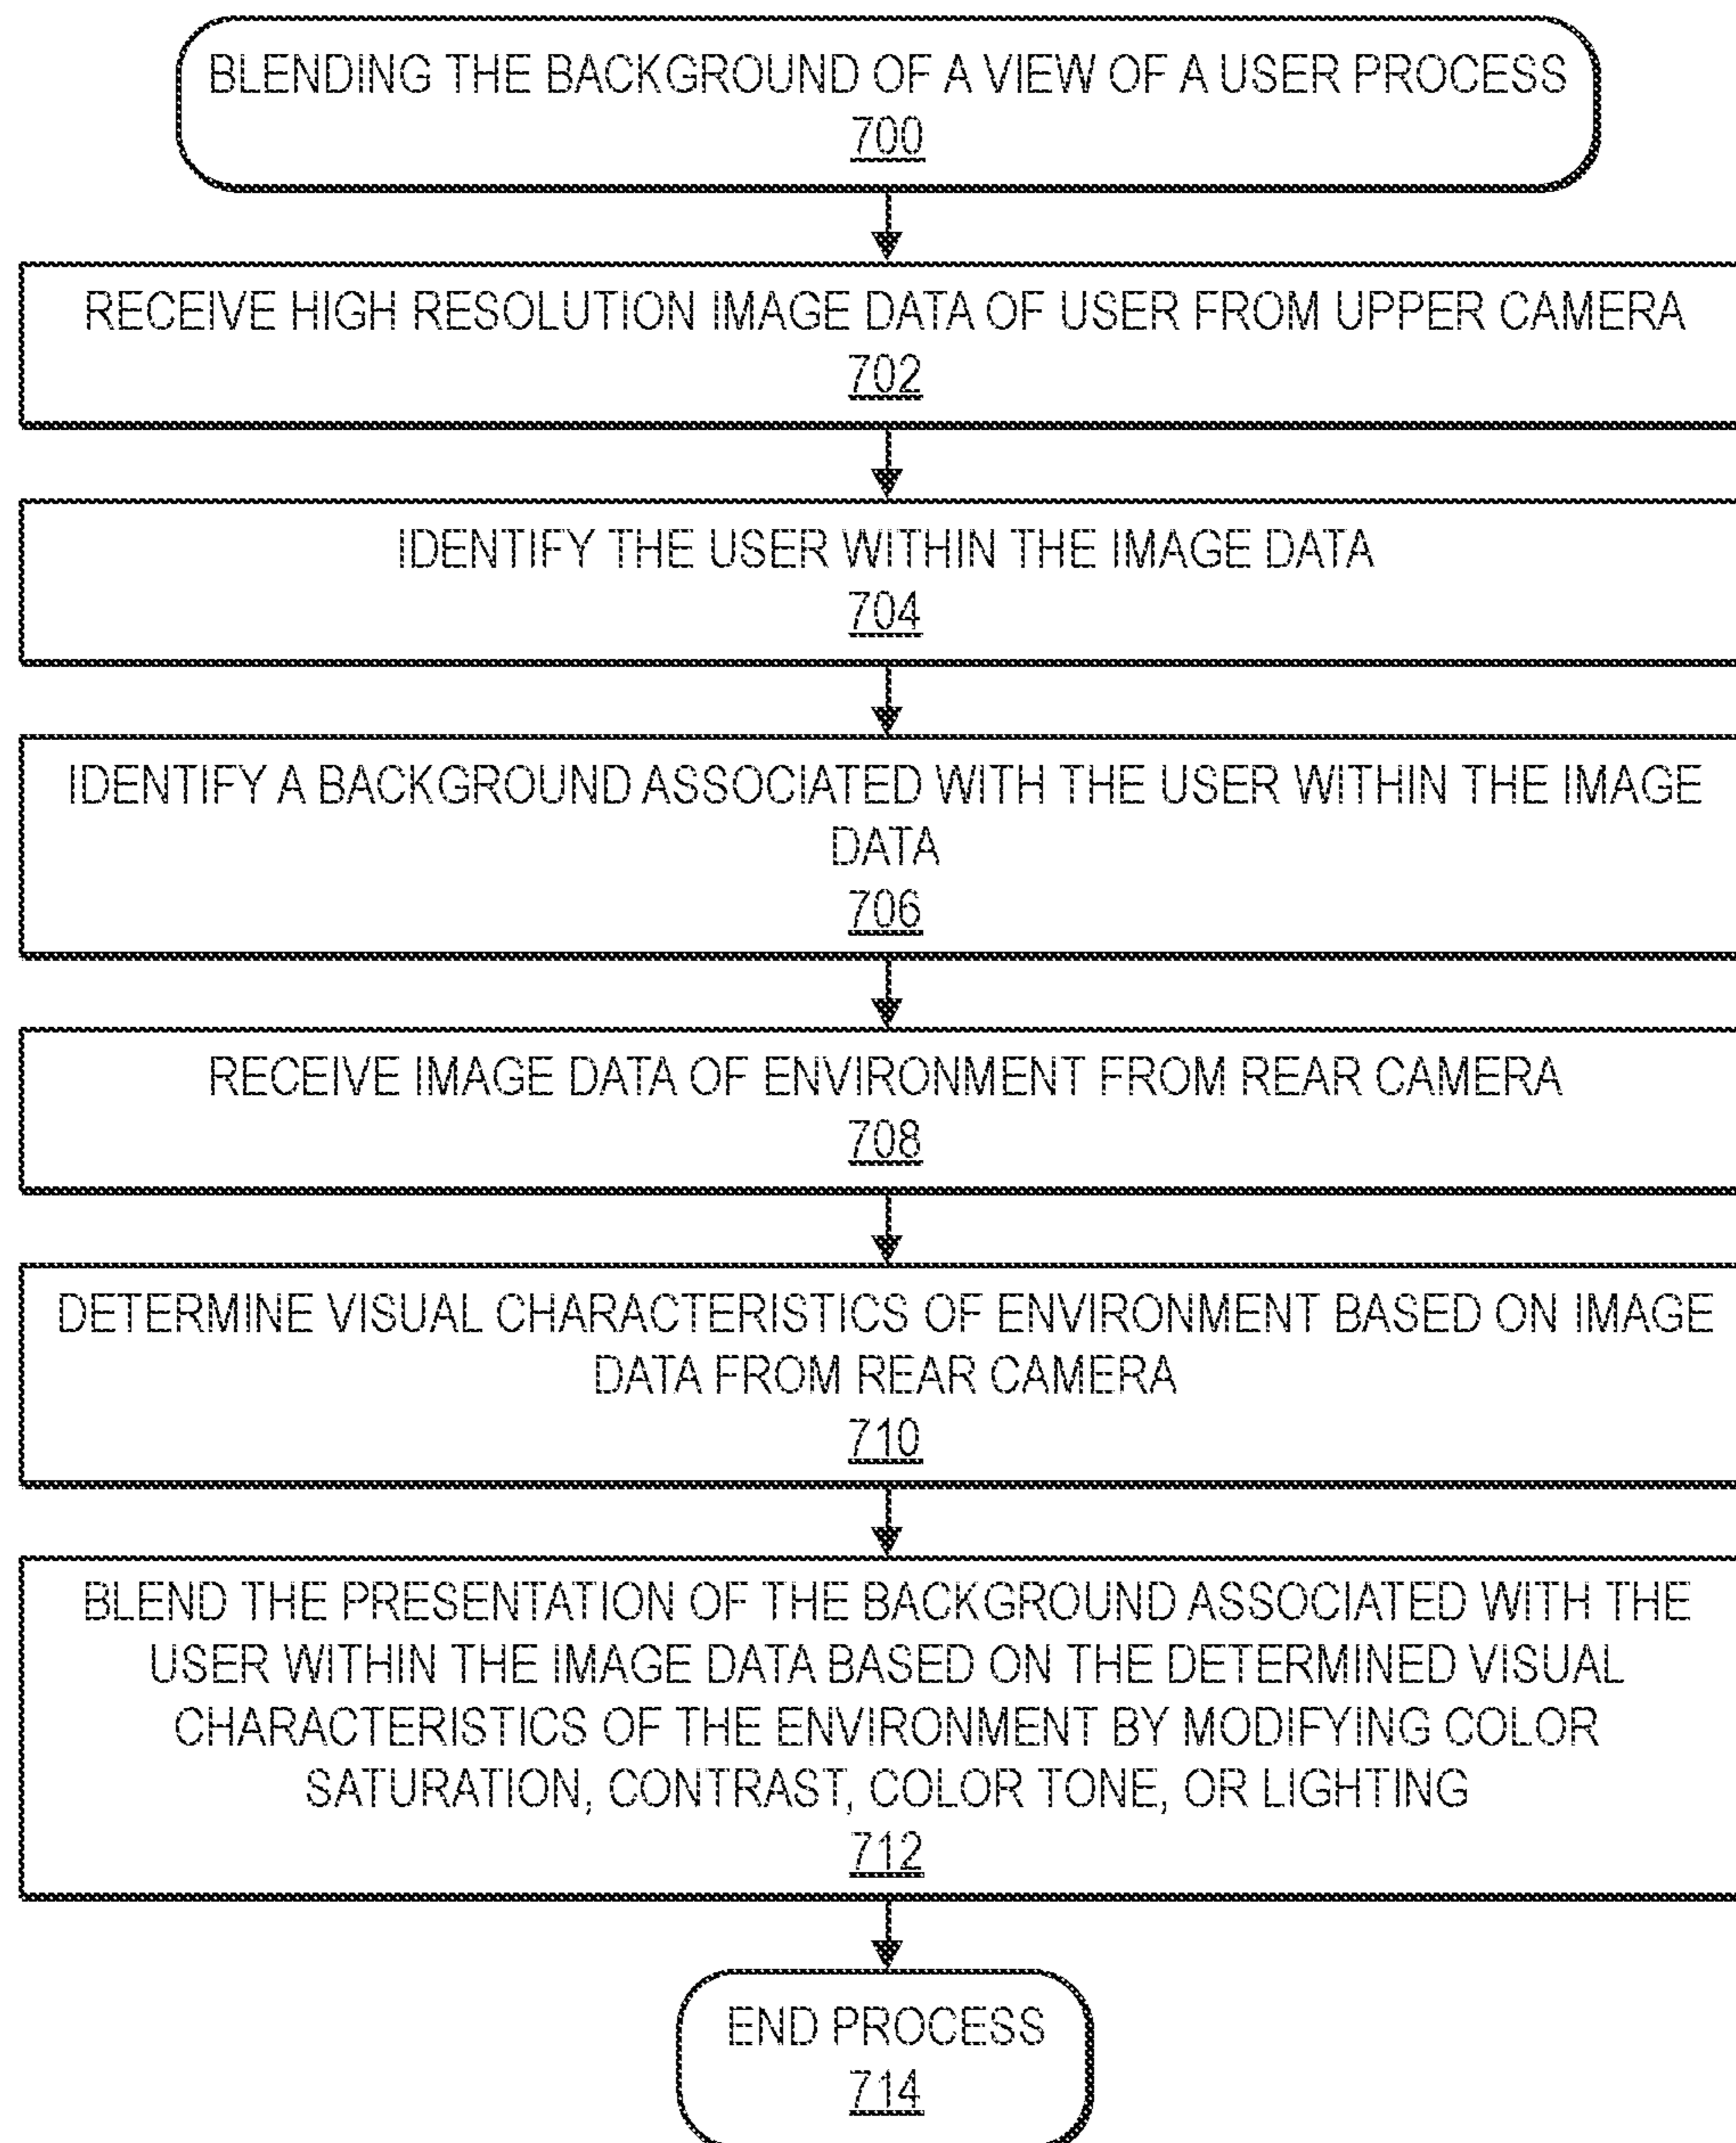 BLENDING THE BACKGROUND OF A VIEW OF A USER PROCESS
700
RECEIVE HIGH RESOLUTION IMAGE DATA OF USER FROM UPPER CAMERA
702
IDENTIFY THE USER WITHIN THE IMAGE DATA
704
IDENTIFY A BACKGROUND ASSOCIATED WITH THE USER WITHIN THE IMAGE
DATA
706
RECEIVE IMAGE DATA OF ENVIRONMENT FROM REAR CAMERA
708
DETERMINE VISUAL CHARACTERISTICS OF ENVIRONMENT BASED ON IMAGE
DATA FROM REAR CAMERA
710
BLEND THE PRESENTATION OF THE BACKGROUND ASSOCIATED WITH THE
USER WITHIN THE IMAGE DATA BASED ON THE DETERMINED VISUAL
CHARACTERISTICS OF THE ENVIRONMENT BY MODIFYING COLOR
SATURATION, CONTRAST, COLOR TONE, OR LIGHTING
712
END PROCESS
714